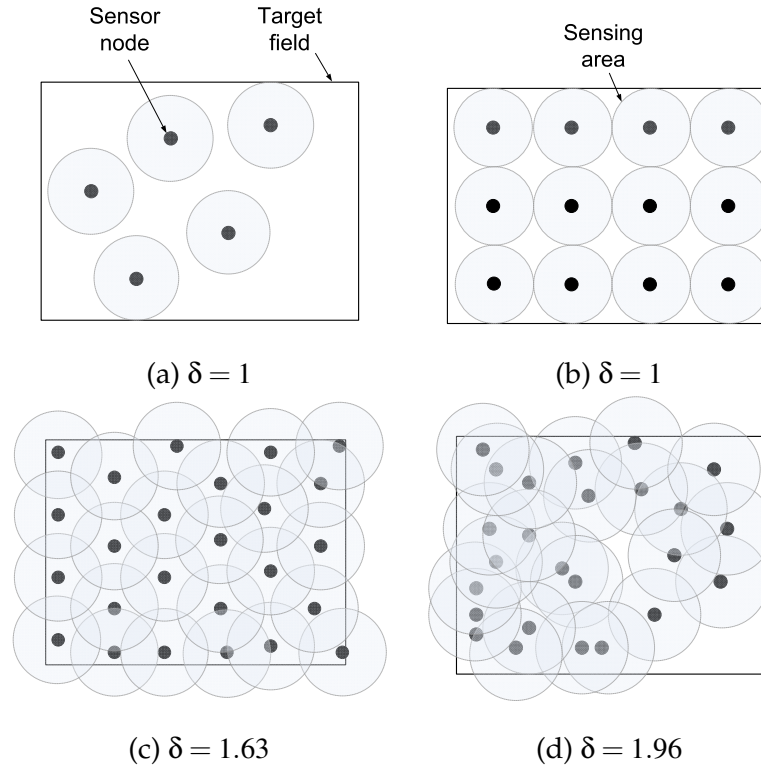 Sensor
node
Target
field
Sensing
area
(a) δ = 1
(b) δ = 1
(c) δ = 1.63
(d) δ = 1.96